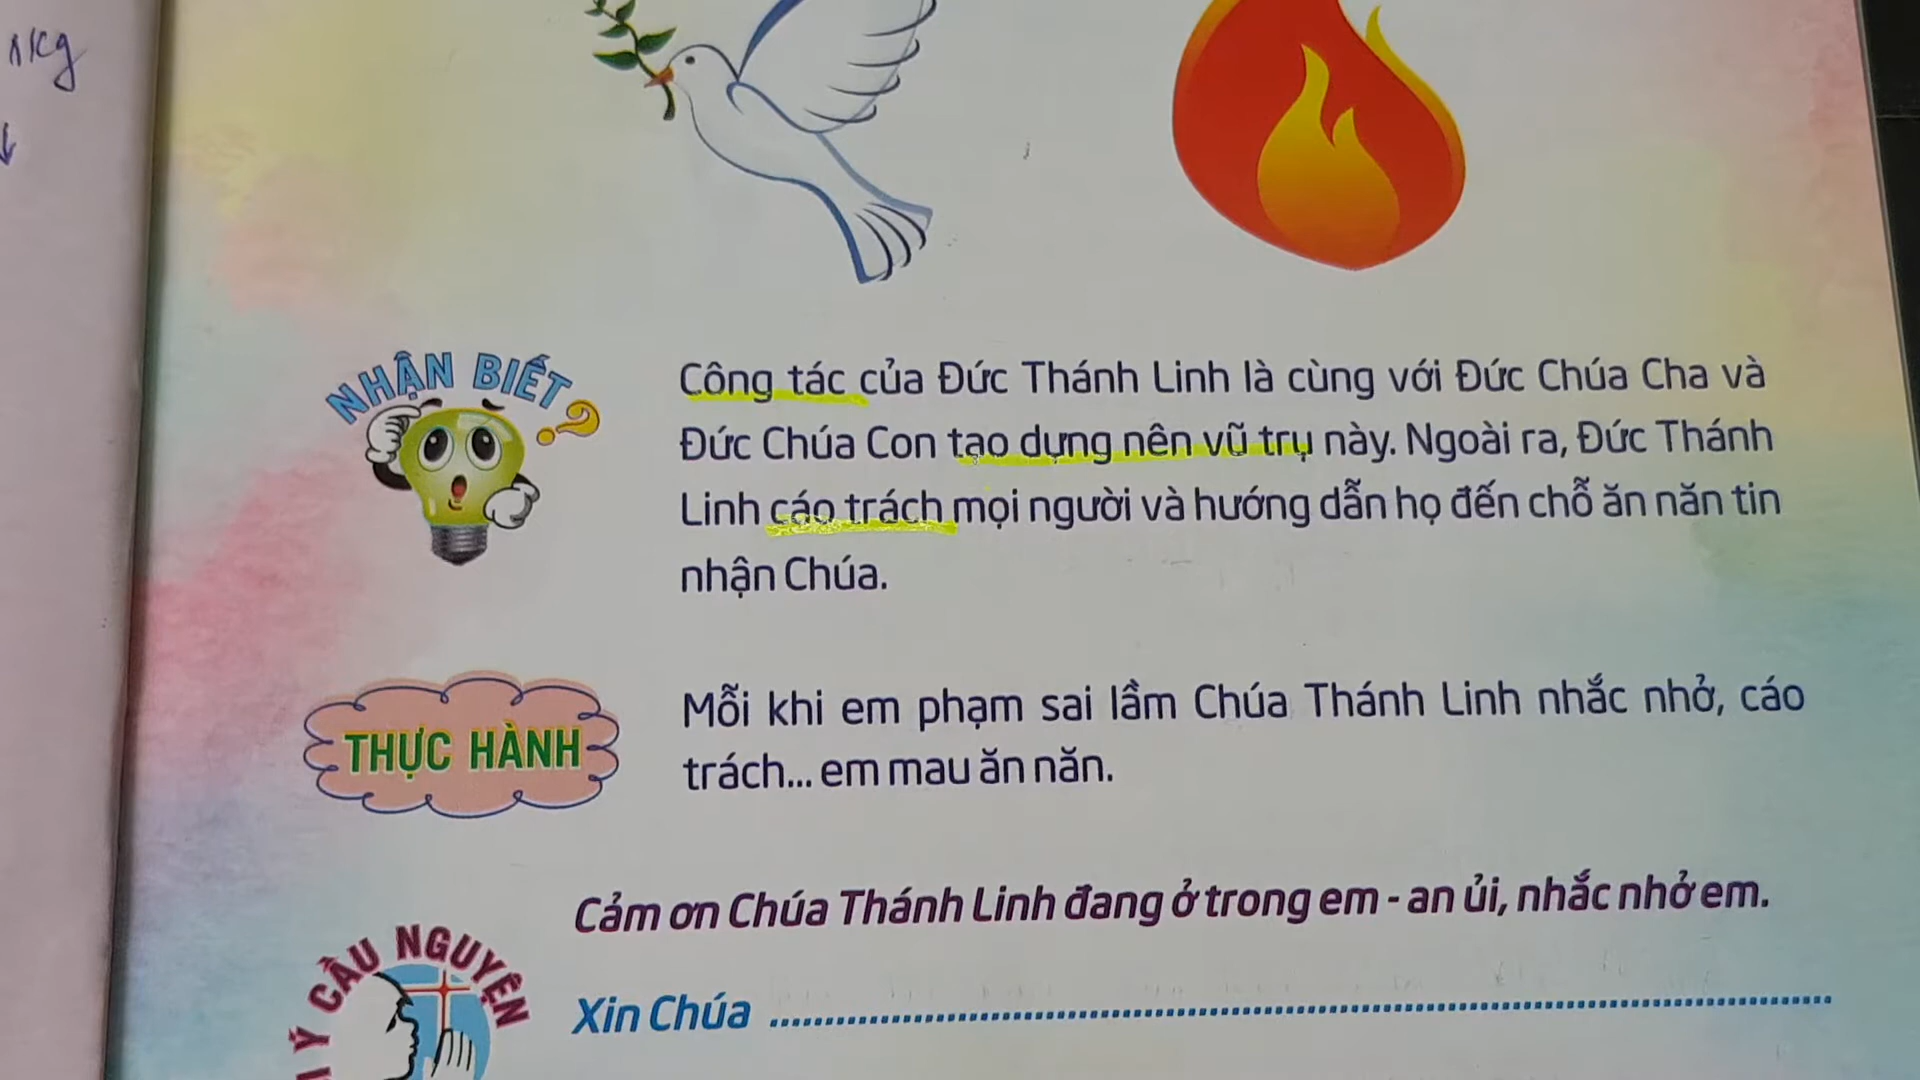 1kg
NHẬN BIẾT?
Công tác của Đức Thánh Linh là cùng với Đức Chúa Cha và
Đức Chúa Con tạo dựng nên vũ trụ này. Ngoài ra, Đức Thánh
Linh cáo trách mọi người và hướng dẫn họ đến chỗ ăn năn tin
nhận Chúa.
THỰC HÀNH
Mỗi khi em phạm sai lầm Chúa Thánh Linh nhắc nhở, cáo
trách... em mau ăn năn.
Cảm ơn Chúa Thánh Linh đang ở trong em - an ủi, nhắc nhở em.
Ý CẦU NGUYỆN
Xin Chúa ................................................................